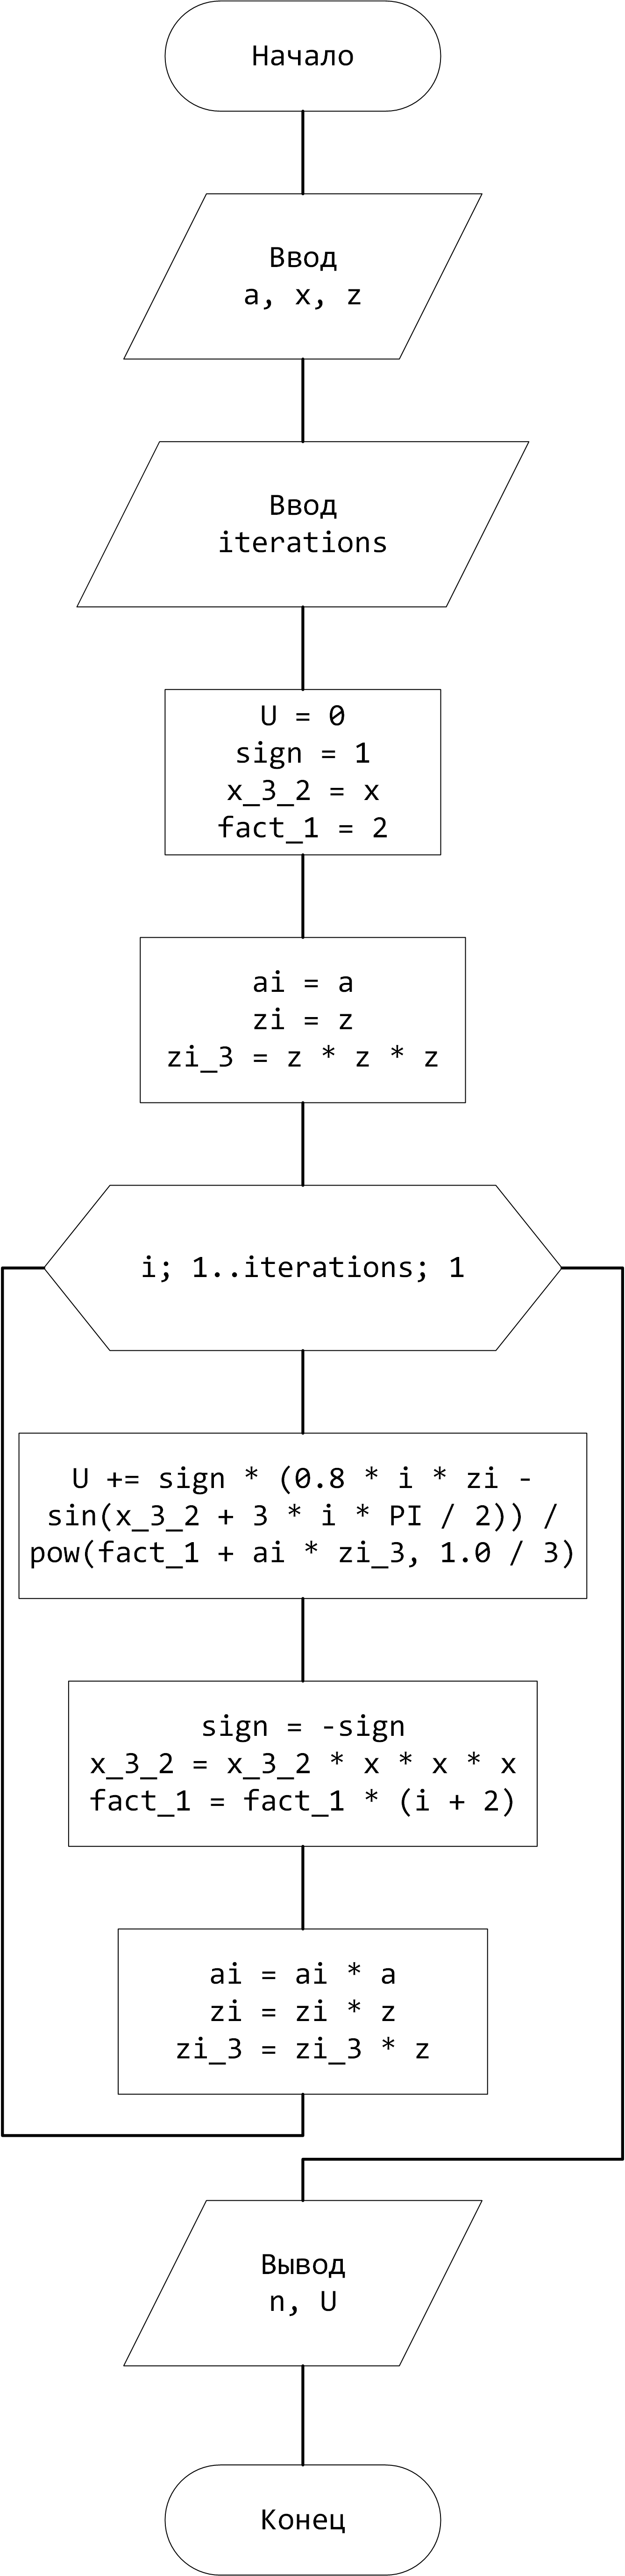 Начало
Ввод
a, x, z
Ввод
iterations
U = 0
sign = 1
x_3_2 = x
fact_1 = 2
ai = a
zi = z
zi_3 = z * z * z
i; 1..iterations; 1
U += sign * (0.8 * i * zi -
sin(x_3_2 + 3 * i * PI / 2)) /
pow(fact_1 + ai * zi_3, 1.0 / 3)
sign = -sign
x_3_2 = x_3_2 * x * x * x
fact_1 = fact_1 * (i + 2)
ai = ai * a
zi = zi * z
zi_3 = zi_3 * z
Вывод
n, U
Конец